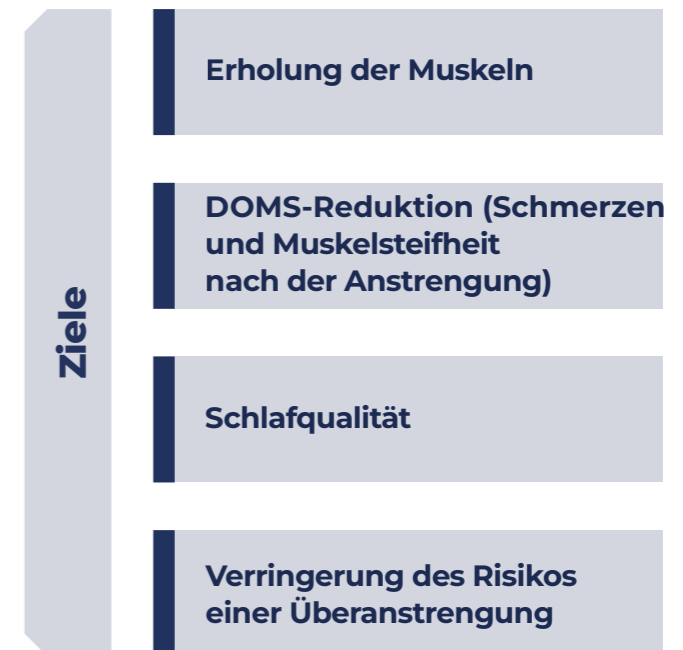 Ziele
Erholung der Muskeln
DOMS-Reduktion (Schmerzen
und Muskelsteifheit
nach der Anstrengung)
Schlafqualität
Verringerung des Risikos
einer Überanstrengung